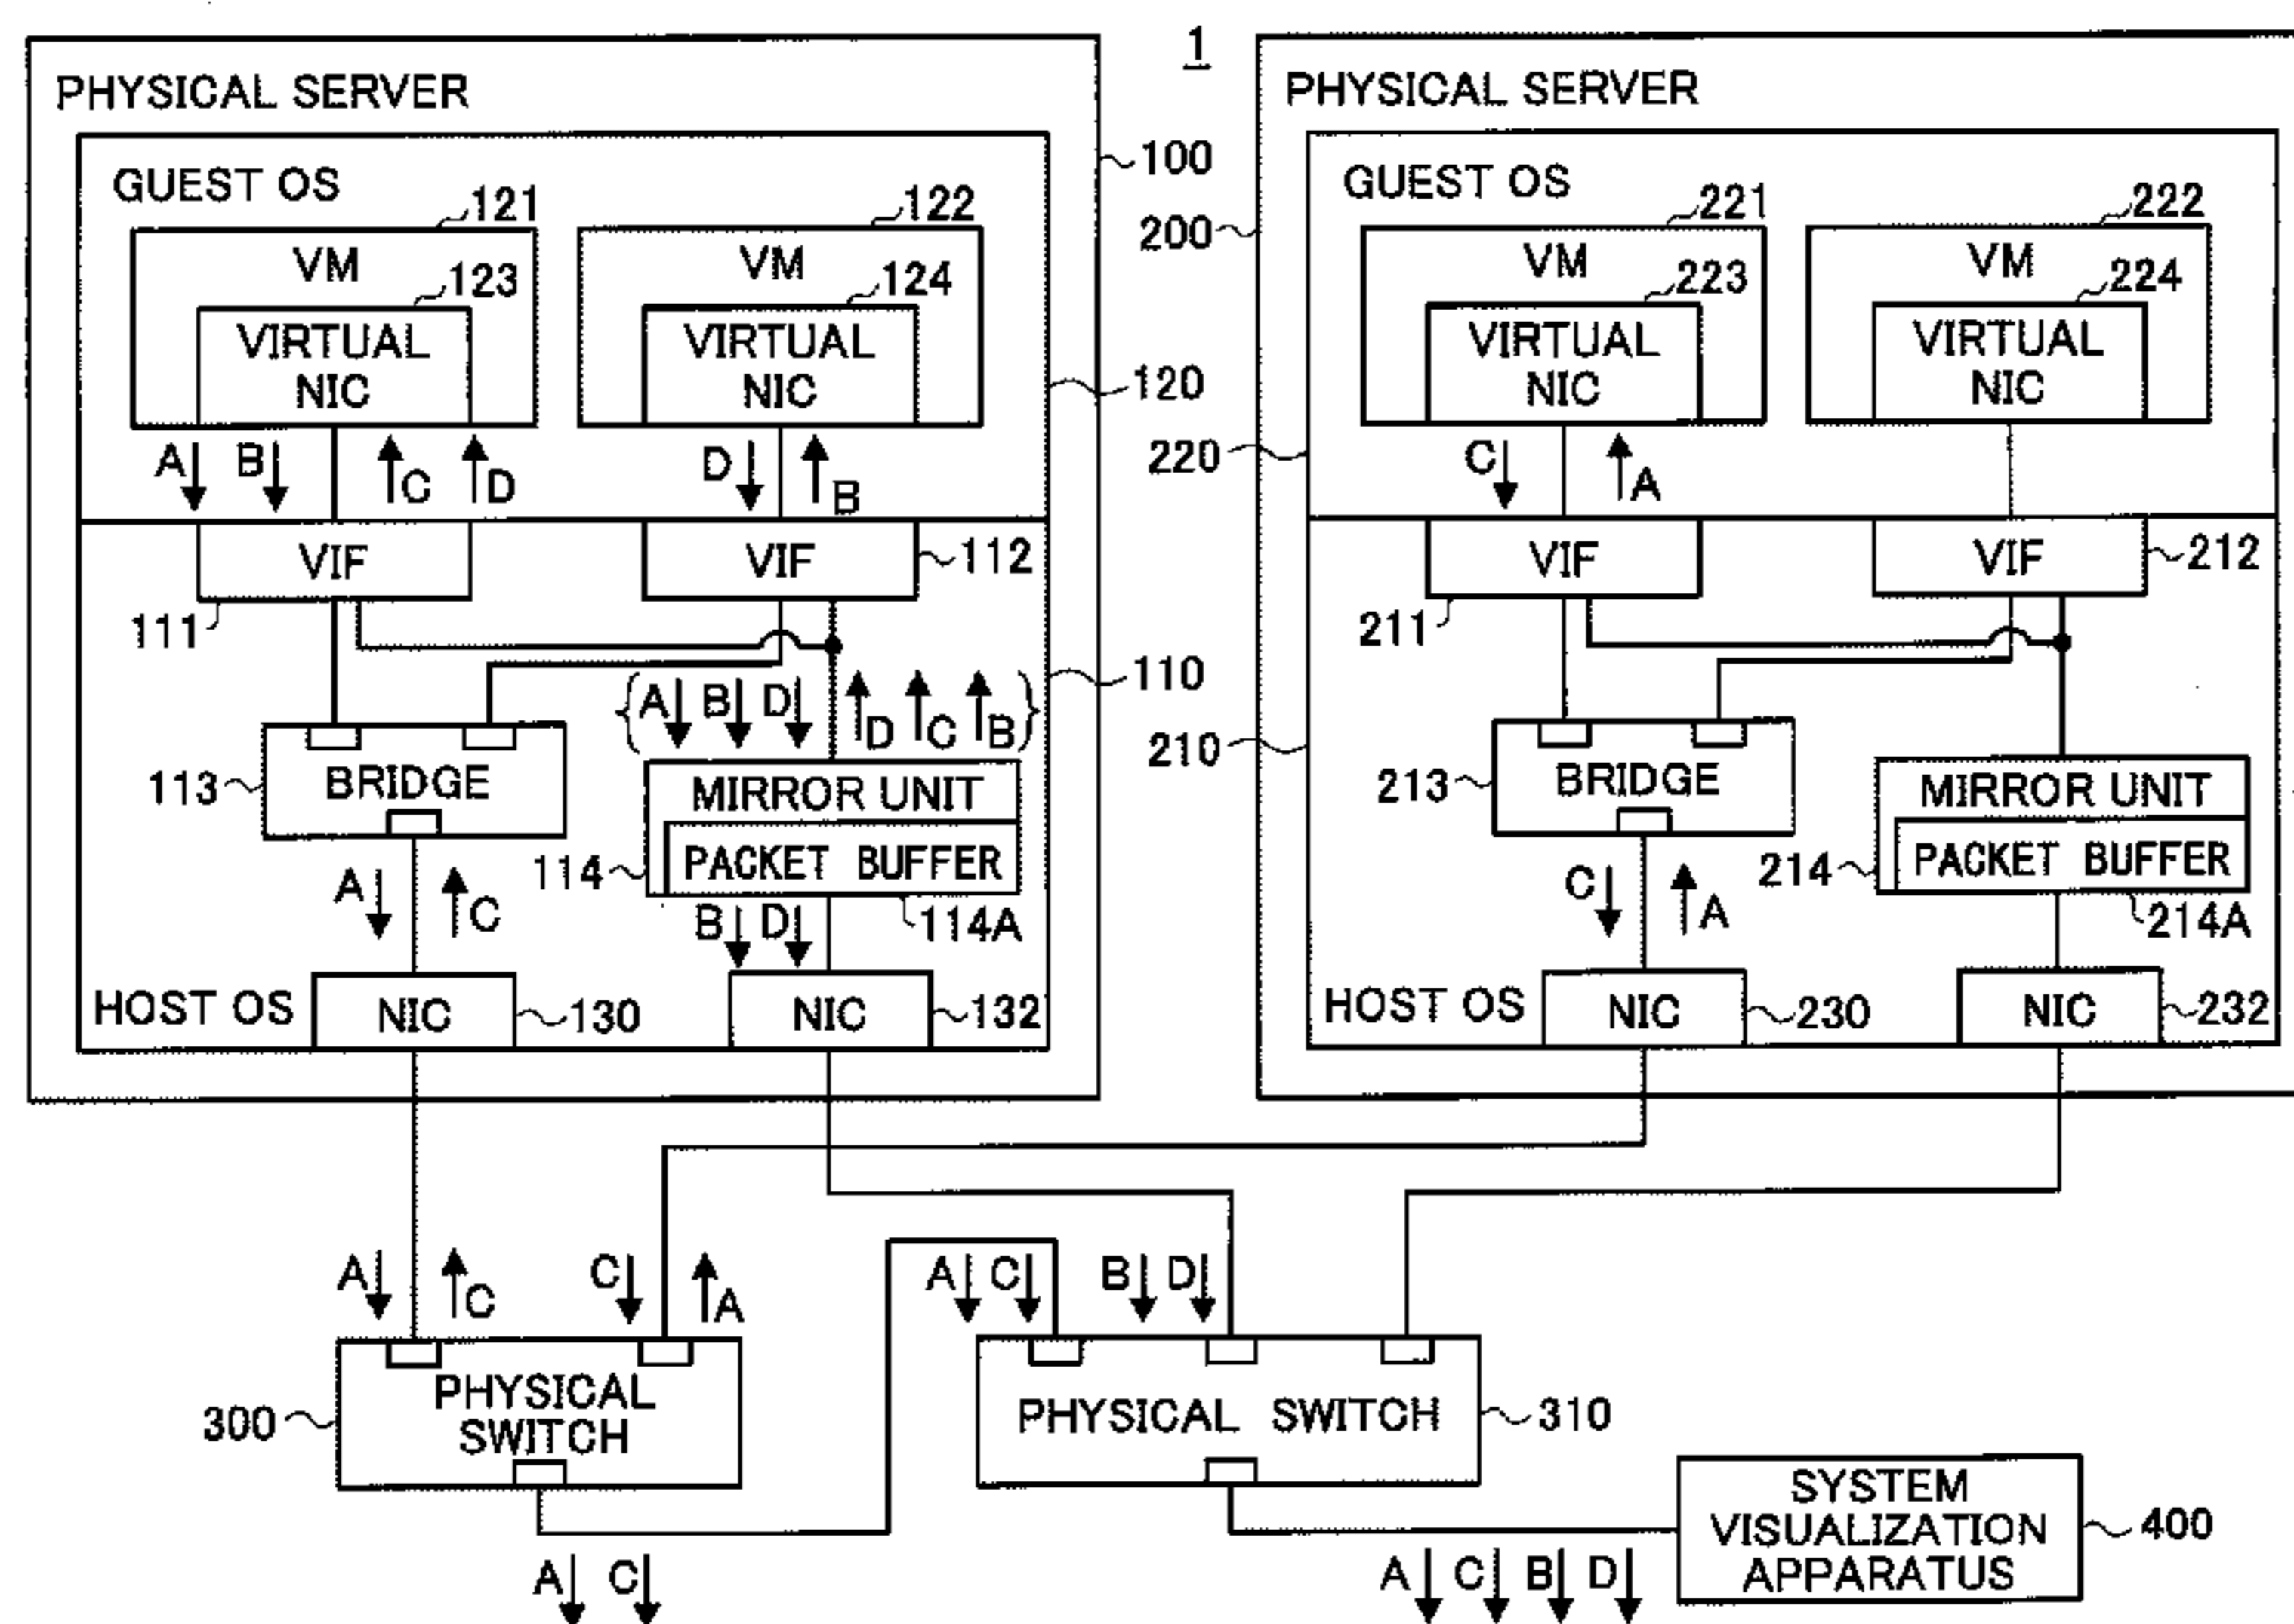 1
PHYSICAL SERVER
100
GUEST OS
121
VM
123
VIRTUAL
NIC
122
VM
124
VIRTUAL
NIC
120
A B C D
D B
VIF
111
VIF
112
110
{A B D D C B}
113
BRIDGE
MIRROR UNIT
PACKET BUFFER
114
114A
A C
B D
HOST OS
NIC
130
NIC
132
PHYSICAL SERVER
200
GUEST OS
221
VM
223
VIRTUAL
NIC
222
VM
224
VIRTUAL
NIC
220
C A
VIF
211
VIF
212
210
213
BRIDGE
MIRROR UNIT
PACKET BUFFER
214
214A
C A
HOST OS
NIC
230
NIC
232
A C C A
A C B D
300
PHYSICAL
SWITCH
PHYSICAL SWITCH
310
SYSTEM
VISUALIZATION
APPARATUS
400
A C
A C B D